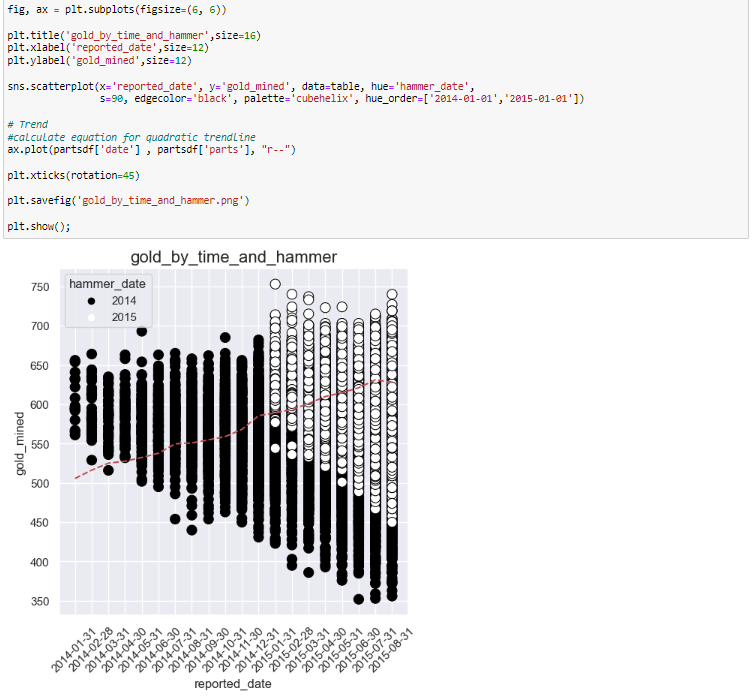 fig, ax = plt.subplots(figsize=(6, 6))
plt.title('gold_by_time_and_hammer',size=16)
plt.xlabel('reported_date',size=12)
plt.ylabel('gold_mined',size=12)
sns.scatterplot(x='reported_date', y='gold_mined', data=table, hue='hammer_date',
s=90, edgecolor='black', palette='cubehelix', hue_order=['2014-01-01','2015-01-01'])
# Trend
#calculate equation for quadratic trendline
ax.plot(partsdf['date'] , partsdf['parts'], "r--")
plt.xticks(rotation=45)
plt.savefig('gold_by_time_and_hammer.png')
plt.show();
gold_by_time_and_hammer
hammer_date
2014
2015
750
700
650
600
550
500
450
400
350
gold_mined
2014-01-31
2014-02-28
2014-03-31
2014-04-30
2014-05-31
2014-06-30
2014-07-31
2014-08-31
2014-09-30
2014-10-31
2014-11-30
2014-12-31
2015-01-31
2015-02-28
2015-03-31
2015-04-30
2015-05-31
2015-06-30
2015-07-31
2015-08-31
reported_date